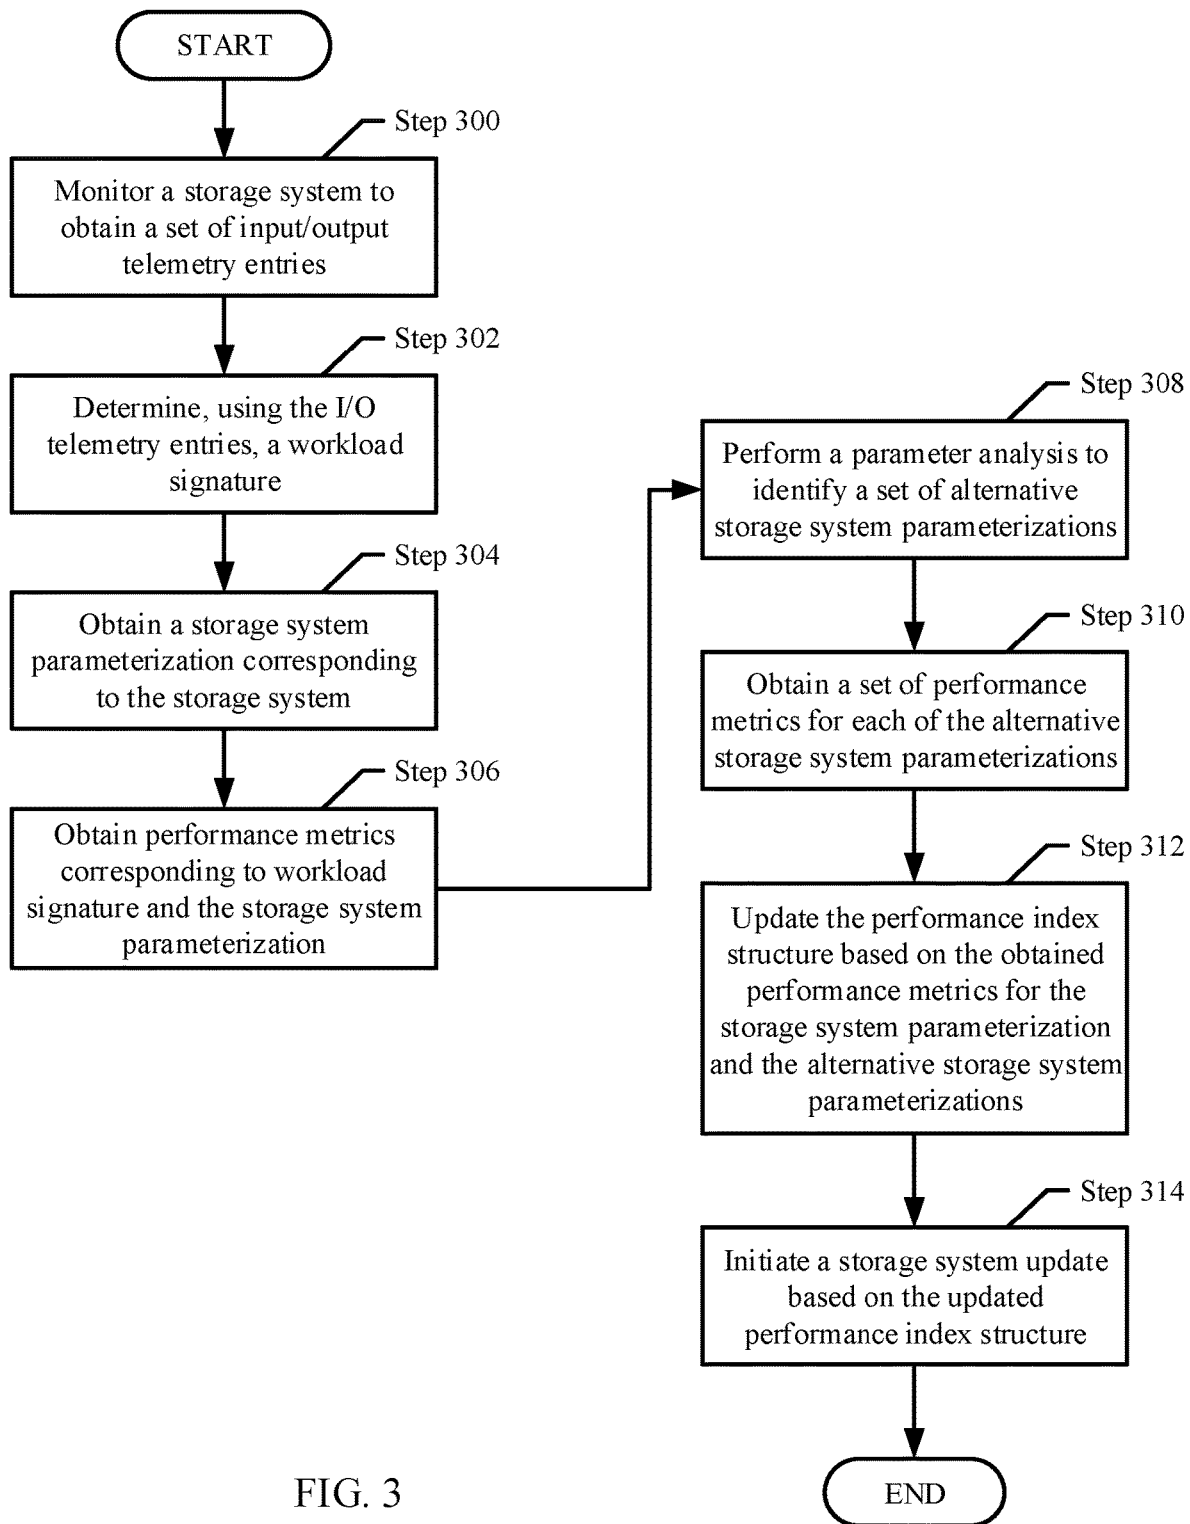 START
Step 300
Monitor a storage system to
obtain a set of input/output
telemetry entries
Step 302
Determine, using the I/O
telemetry entries, a workload
signature
Step 304
Obtain a storage system
parameterization corresponding
to the storage system
Step 306
Obtain performance metrics
corresponding to workload
signature and the storage system
parameterization
Step 308
Perform a parameter analysis to
identify a set of alternative
storage system parameterizations
Step 310
Obtain a set of performance
metrics for each of the alternative
storage system parameterizations
Step 312
Update the performance index
structure based on the obtained
performance metrics for the
storage system parameterization
and the alternative storage system
parameterizations
Step 314
Initiate a storage system update
based on the updated
performance index structure
END
FIG. 3